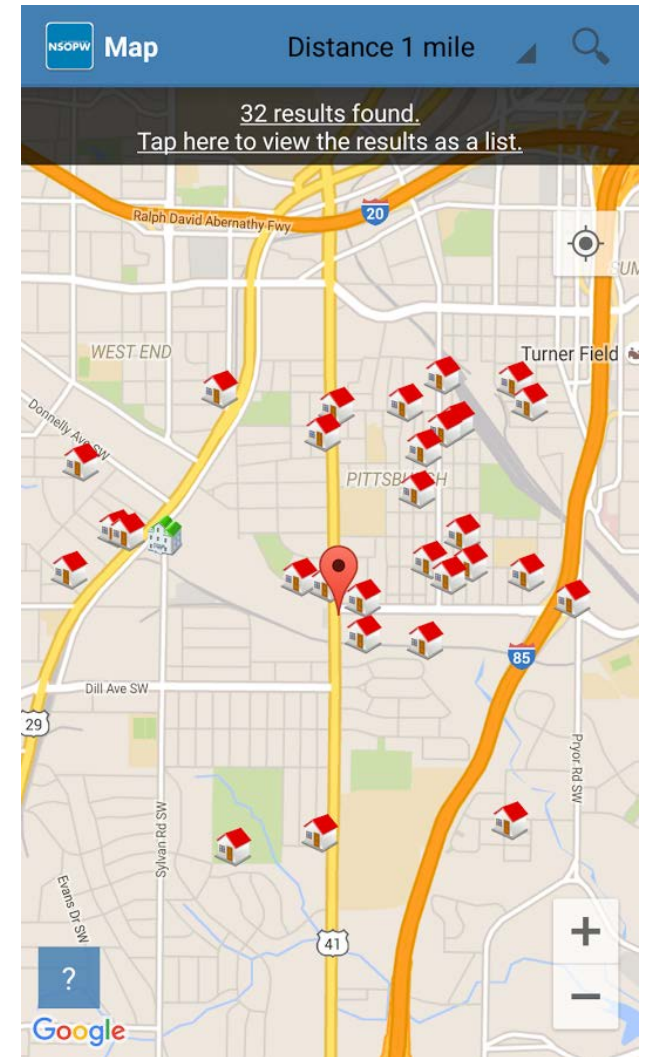 NSOPW Map Distance 1 mile
32 results found.
Tap here to view the results as a list.
Ralph David Abernathy Fwy
20
SUM
WEST END
Turner Field
Donnelly Ave SW
PITTSBURGH
85
Dill Ave SW
29
Pryor Rd SW
Sylvan Rd SW
Evans Dr SW
41
+
?
−
Google